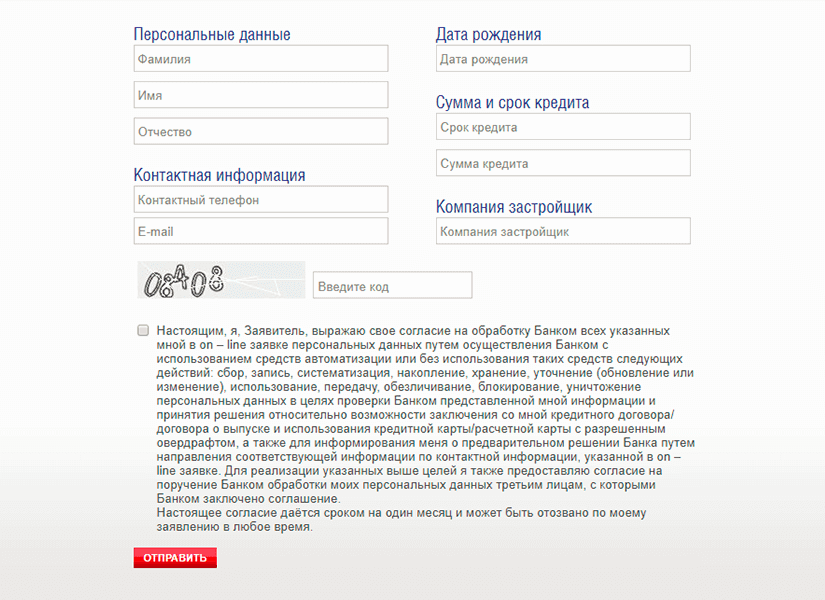 Персональные данные
Фамилия
Имя
Отчество
Контактная информация
Контактный телефон
E-mail
Дата рождения
Дата рождения
Сумма и срок кредита
Срок кредита
Сумма кредита
Компания застройщик
Компания застройщик
08408
Введите код
Настоящим, я, Заявитель, выражаю свое согласие на обработку Банком всех указанных
мной в on – line заявке персональных данных путем осуществления Банком с
использованием средств автоматизации или без использования таких средств следующих
действий: сбор, запись, систематизация, накопление, хранение, уточнение (обновление или
изменение), использование, передачу, обезличивание, блокирование, уничтожение
персональных данных в целях проверки Банком представленной мной информации и
принятия решения относительно возможности заключения со мной кредитного договора/
договора о выпуске и использования кредитной карты/расчетной карты с разрешенным
овердрафтом, а также для информирования меня о предварительном решении Банка путем
направления соответствующей информации по контактной информации, указанной в on –
line заявке. Для реализации указанных выше целей я также предоставляю согласие на
поручение Банком обработки моих персональных данных третьим лицам, с которыми
Банком заключено соглашение.
Настоящее согласие даётся сроком на один месяц и может быть отозвано по моему
заявлению в любое время.
ОТПРАВИТЬ